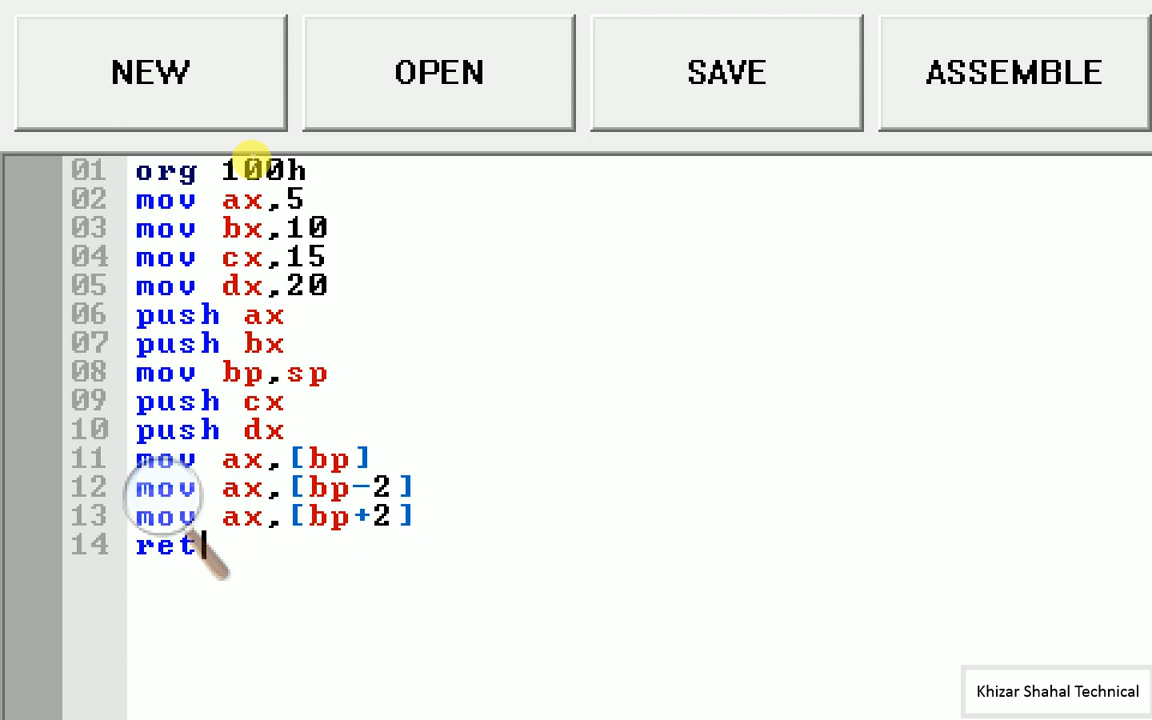 NEW OPEN SAVE ASSEMBLE
01 org 100h
02 mov ax,5
03 mov bx,10
04 mov cx,15
05 mov dx,20
06 push ax
07 push bx
08 mov bp,sp
09 push cx
10 push dx
11 mov ax,[bp]
12 mov ax,[bp-2]
13 mov ax,[bp+2]
14 ret
Khizar Shahal Technical